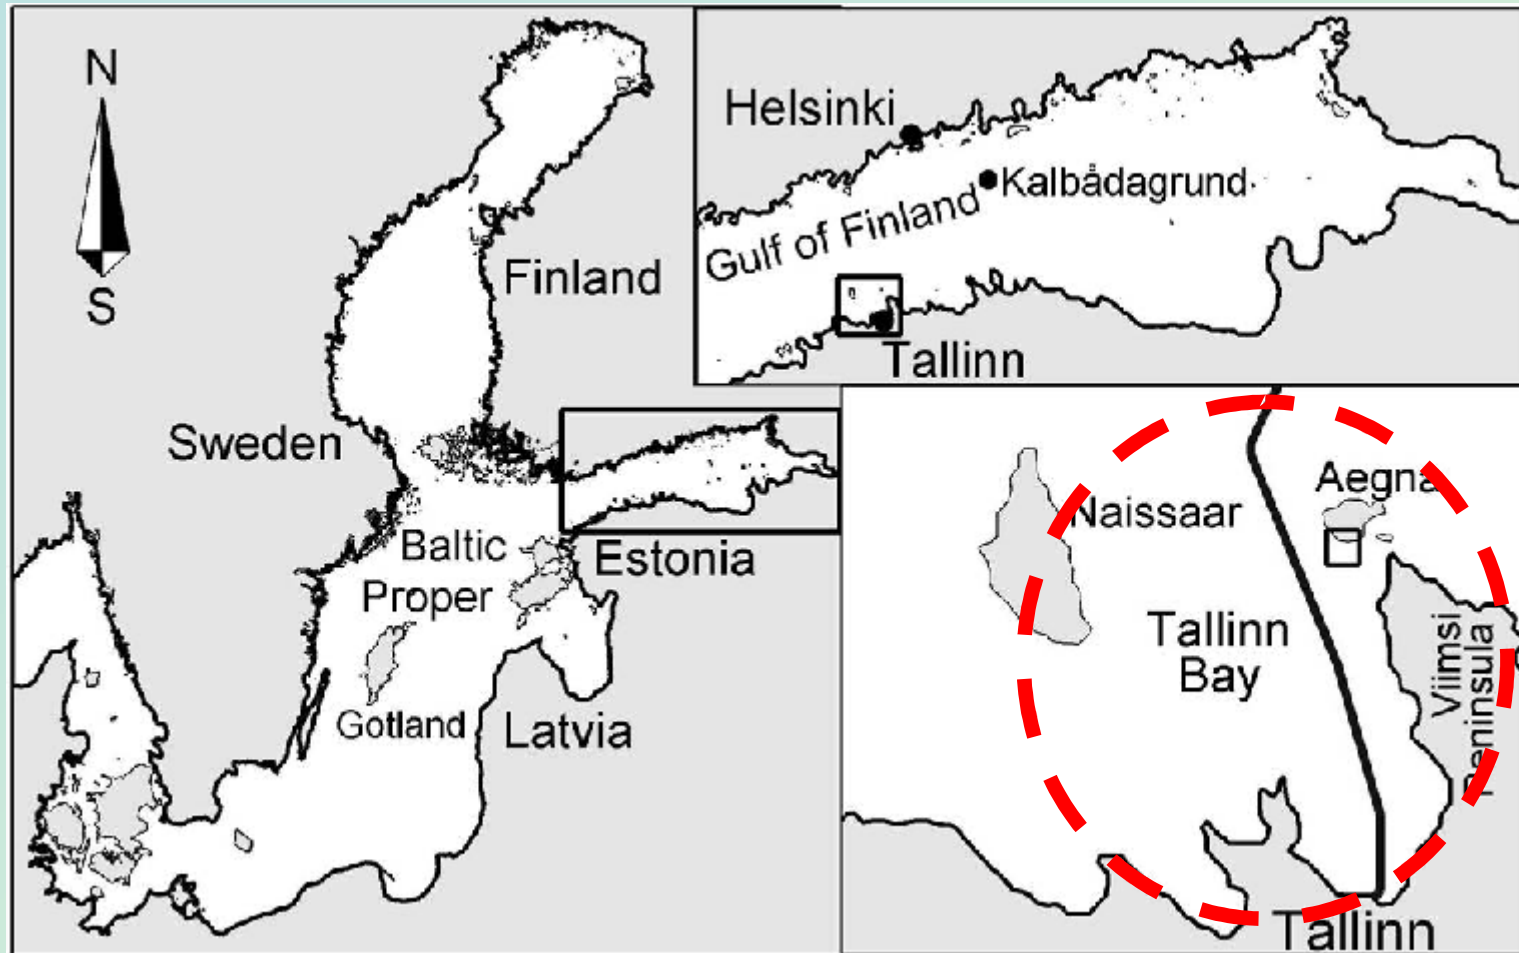 N
S
Finland
Sweden
Baltic
Proper
Estonia
Gotland
Latvia
Helsinki
Kalbådagrund
Gulf of Finland
Tallinn
Aegna
Naissaar
Tallinn
Bay
Viimsi
Peninsula
Tallinn